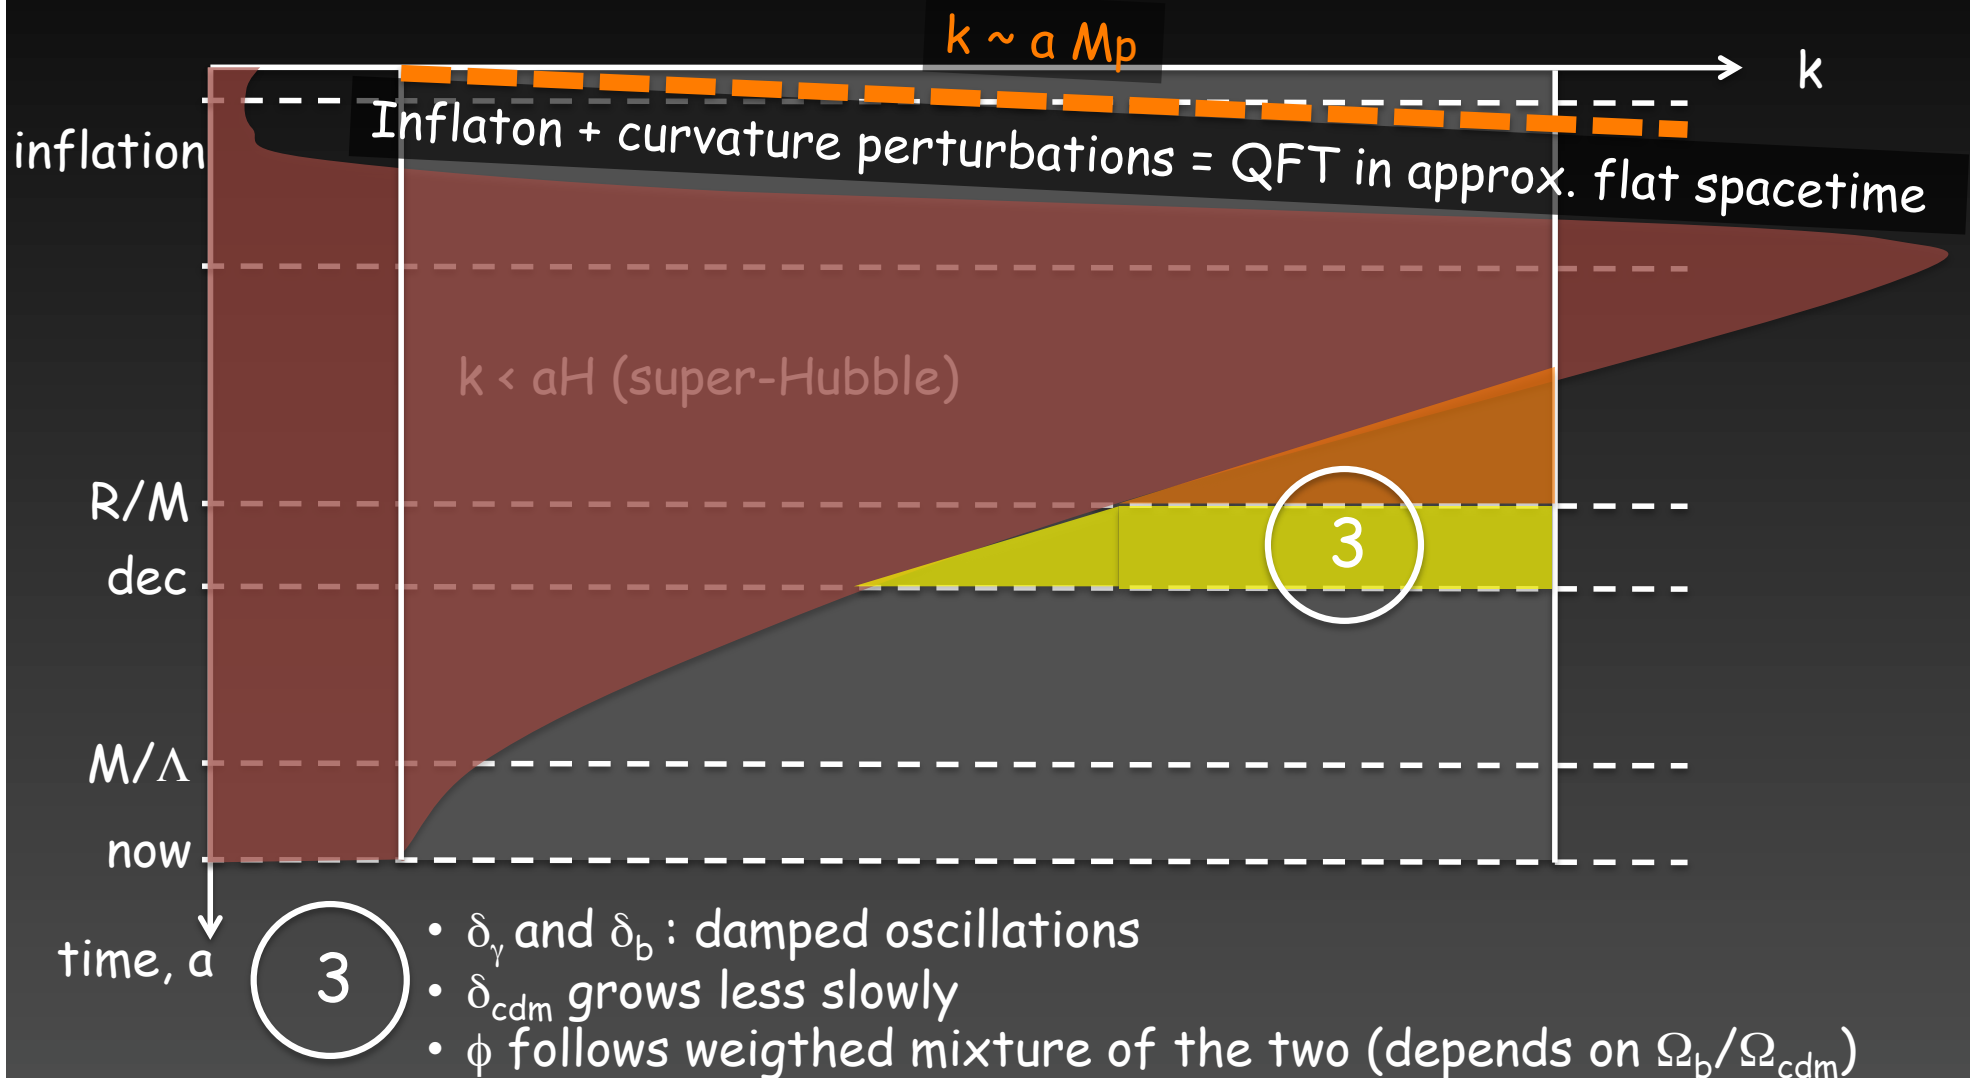 k ~ a Mp
k
Inflaton + curvature perturbations = QFT in approx. flat spacetime
inflation
k < aH (super-Hubble)
R/M
3
dec
M/Λ
now
time, a
3
• δγ and δb : damped oscillations
• δcdm grows less slowly
• ϕ follows weigthed mixture of the two (depends on Ωb/Ωcdm)